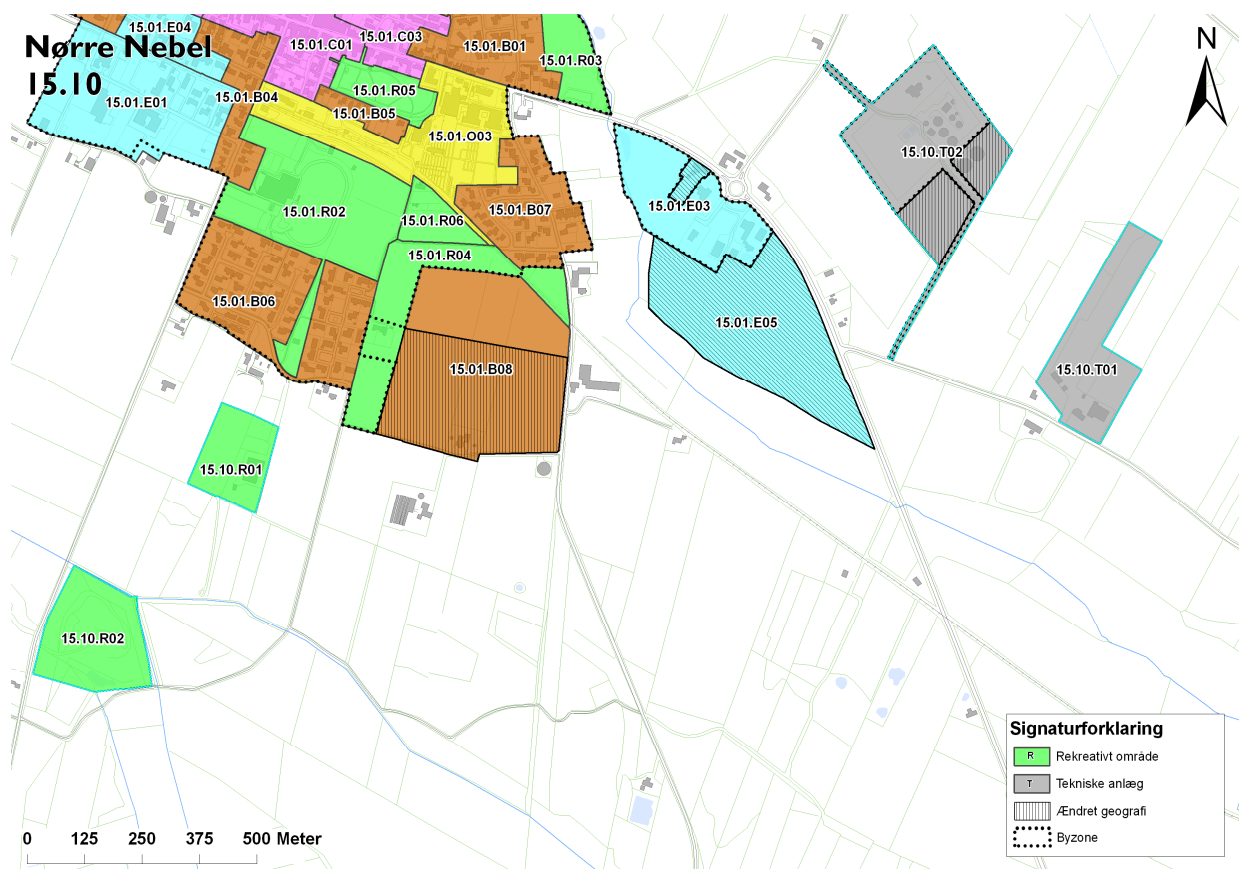 Nørre Nebel
15.10
15.01.E04
15.01.C01
15.01.C03
15.01.B01
15.01.R03
15.01.E01
15.01.B04
15.01.R05
15.01.B05
15.01.O03
15.01.R02
15.01.R06
15.01.B07
15.01.E03
15.10.T02
N
15.01.R04
15.01.B06
15.01.E05
15.01.B08
15.10.T01
15.10.R01
15.10.R02
Signaturforklaring
R Rekreativt område
T Tekniske anlæg
Ændret geografi
Byzone
0 125 250 375 500 Meter